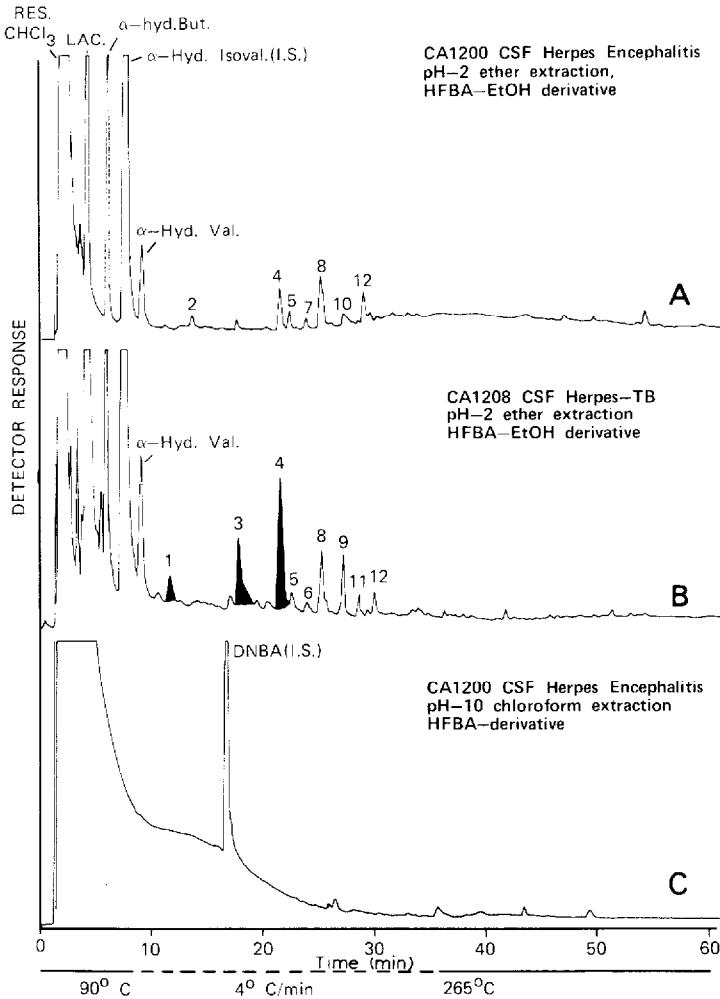 RES.
CHCl3
LAC.
α-hyd.But.
α-Hyd. Isoval.(I.S.)
CA1200 CSF Herpes Encephalitis
pH-2 ether extraction,
HFBA-EtOH derivative
α-Hyd. Val.
2
4
5
7
8
10
12
A
DETECTOR RESPONSE
CA1208 CSF Herpes-TB
pH-2 ether extraction
HFBA-EtOH derivative
α-Hyd. Val.
1
3
4
5
6
8
9
11
12
B
DNBA(I.S.)
CA1200 CSF Herpes Encephalitis
pH-10 chloroform extraction
HFBA-derivative
C
0 10 20 30 40 50 60
Time (min)
90° C 4° C/min 265°C